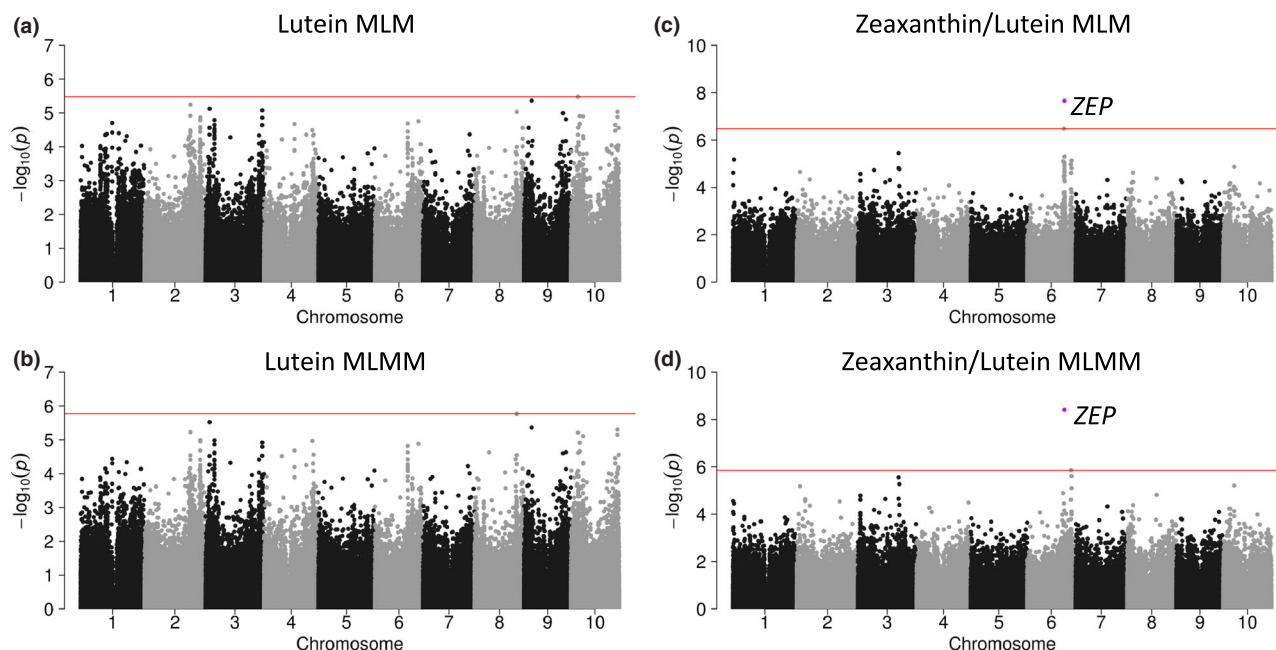 (a)
Lutein MLM
7
6
5
4
3
2
1
0
−log10(p)
1 2 3 4 5 6 7 8 9 10
Chromosome
(c)
Zeaxanthin/Lutein MLM
10
8
6
4
2
0
−log10(p)
ZEP
1 2 3 4 5 6 7 8 9 10
Chromosome
(b)
Lutein MLMM
7
6
5
4
3
2
1
0
−log10(p)
1 2 3 4 5 6 7 8 9 10
Chromosome
(d)
Zeaxanthin/Lutein MLMM
10
8
6
4
2
0
−log10(p)
ZEP
1 2 3 4 5 6 7 8 9 10
Chromosome